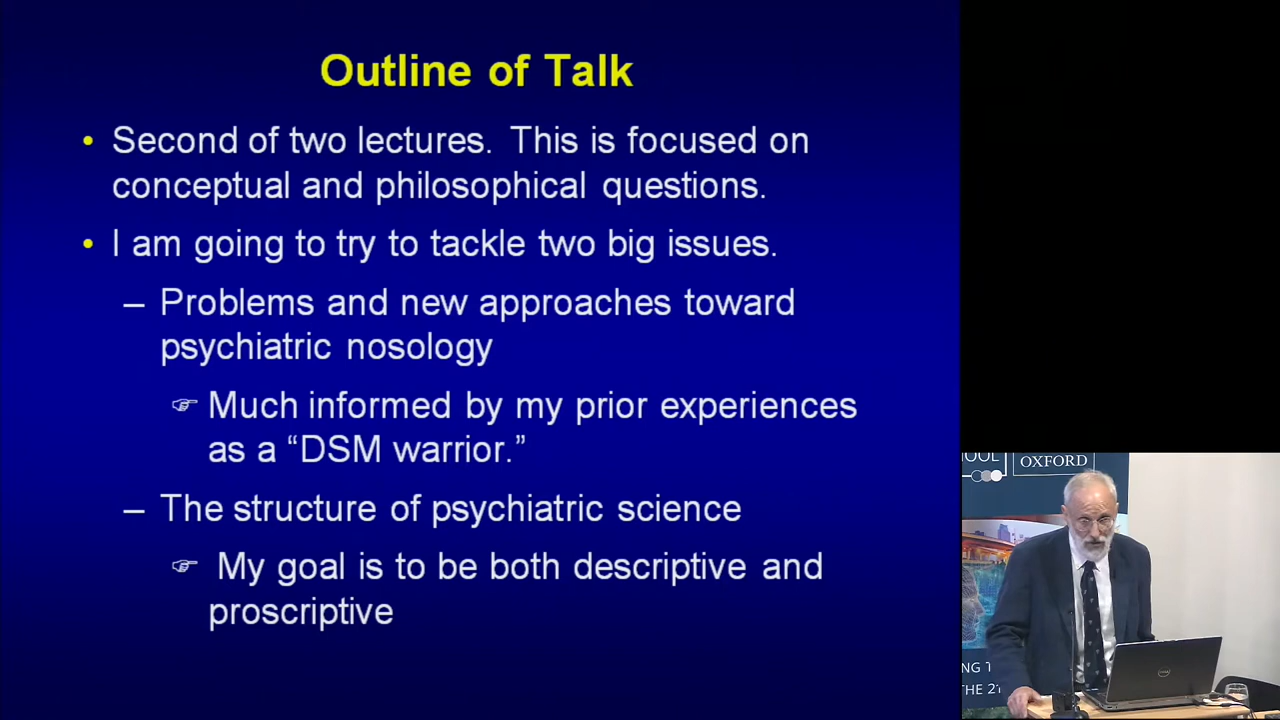 Outline of Talk
• Second of two lectures. This is focused on
conceptual and philosophical questions.
• I am going to try to tackle two big issues.
– Problems and new approaches toward
psychiatric nosology
☞ Much informed by my prior experiences
as a “DSM warrior.”
– The structure of psychiatric science
☞ My goal is to be both descriptive and
proscriptive
OXFORD
DELL